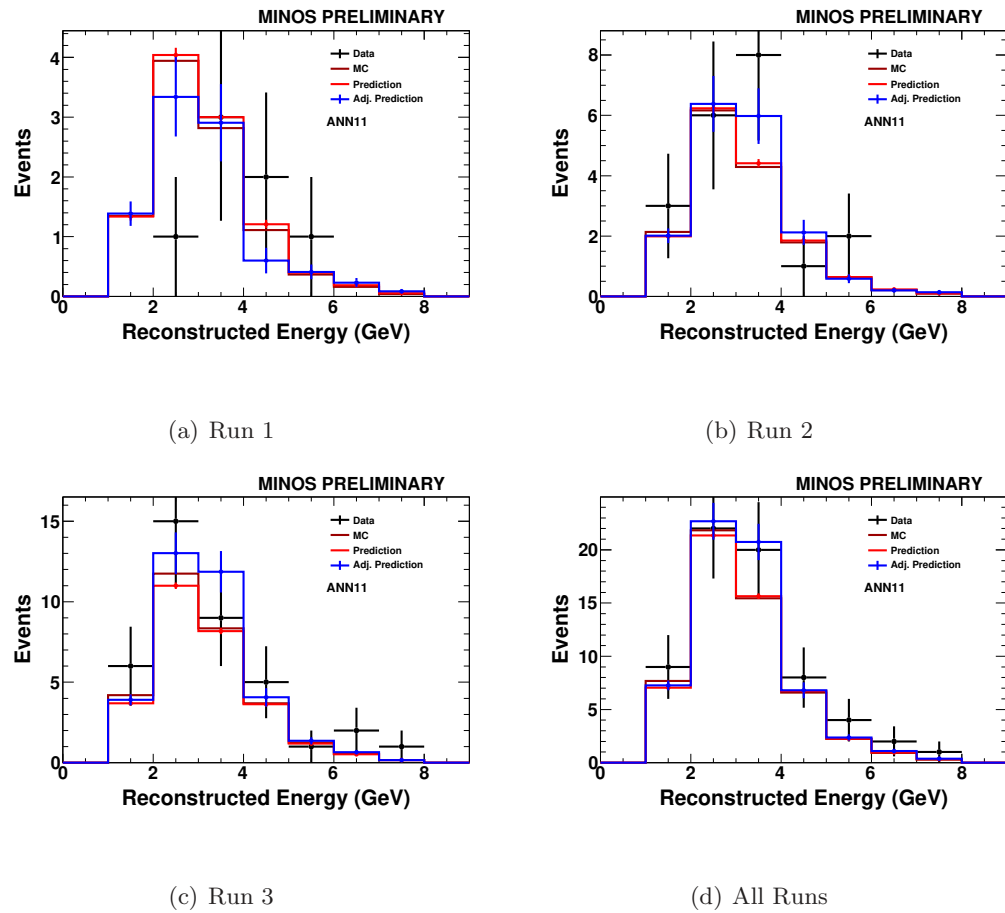 MINOS PRELIMINARY
Events
4
3
2
1
0
Data
MC
Prediction
Adj. Prediction
ANN11
0 2 4 6 8
Reconstructed Energy (GeV)
(a) Run 1
MINOS PRELIMINARY
Events
8
6
4
2
0
Data
MC
Prediction
Adj. Prediction
ANN11
0 2 4 6 8
Reconstructed Energy (GeV)
(b) Run 2
MINOS PRELIMINARY
Events
15
10
5
0
Data
MC
Prediction
Adj. Prediction
ANN11
0 2 4 6 8
Reconstructed Energy (GeV)
(c) Run 3
MINOS PRELIMINARY
Events
20
15
10
5
0
Data
MC
Prediction
Adj. Prediction
ANN11
0 2 4 6 8
Reconstructed Energy (GeV)
(d) All Runs